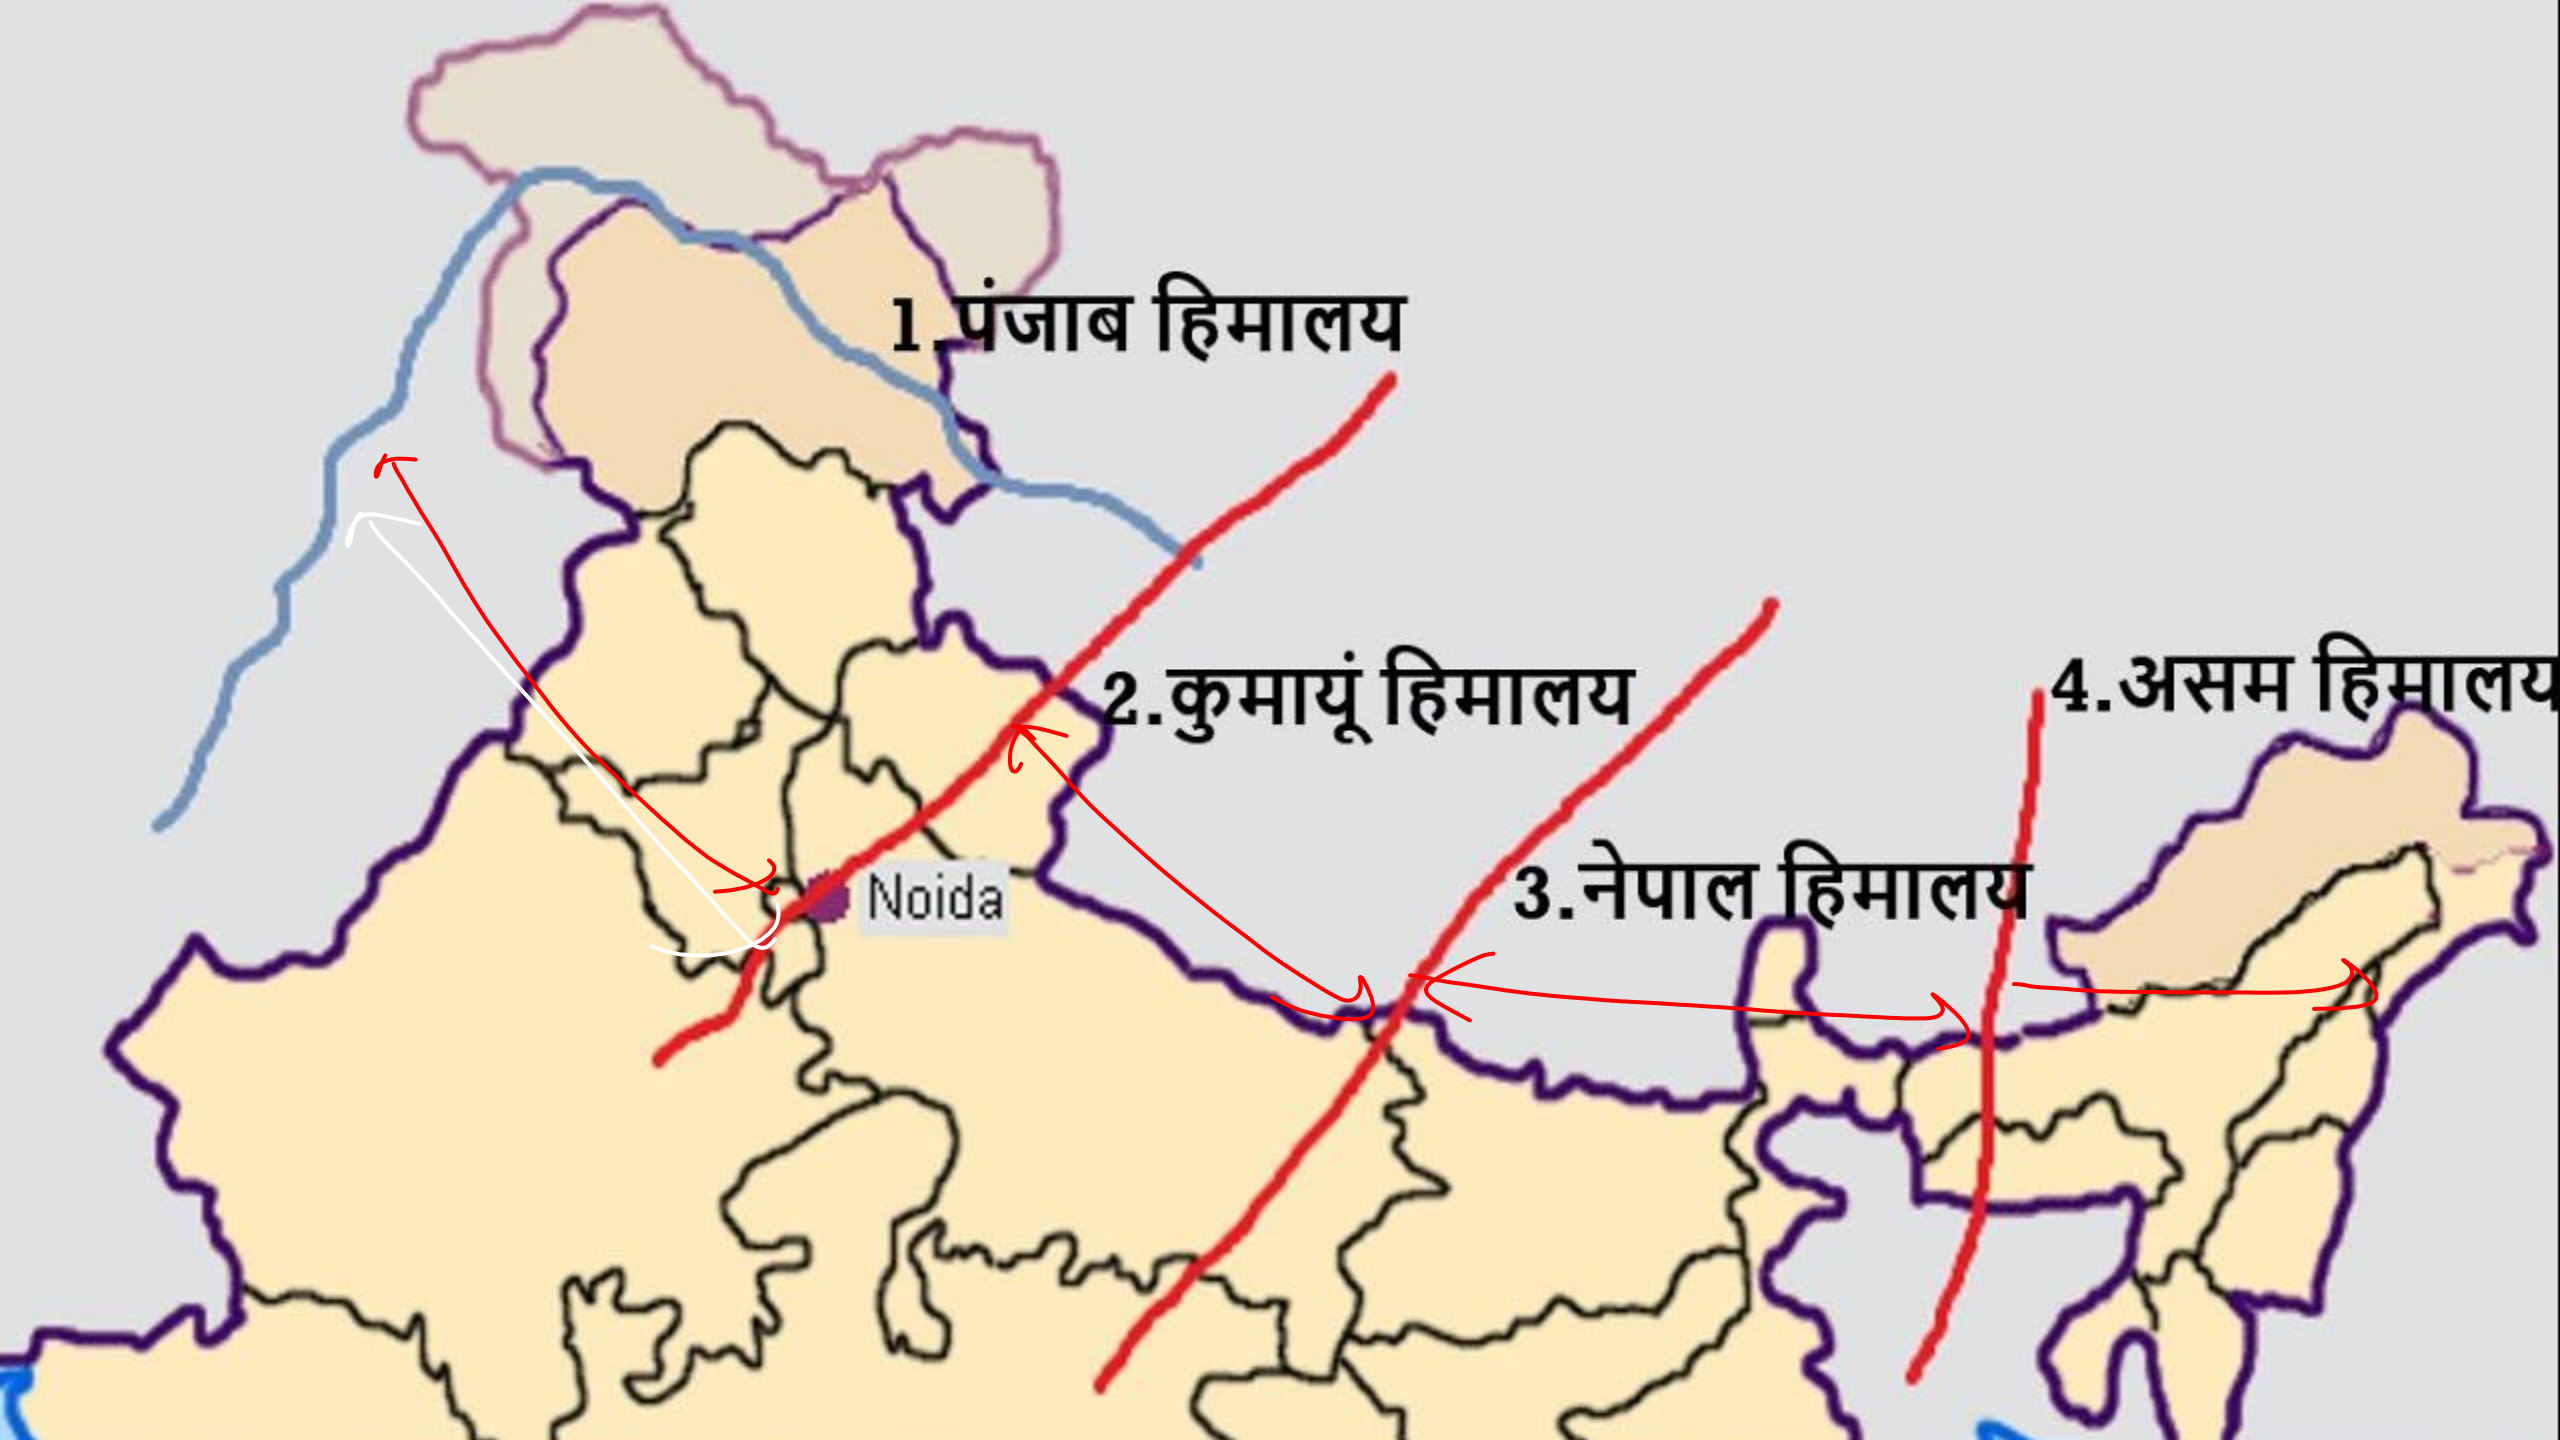 1.पंजाब हिमालय
2.कुमायूं हिमालय
4.असम हिमालय
3.नेपाल हिमालय
Noida